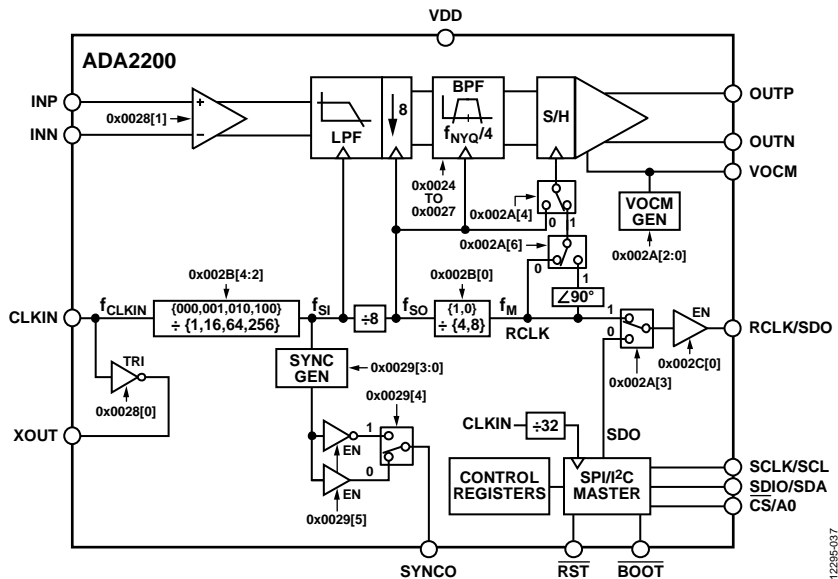 VDD
ADA2200
INP
INN
0x0028[1]
+
−
LPF
8
BPF
fNYQ/4
S/H
OUTP
OUTN
VOCM
0x0024
TO
0x0027
0x002A[4]
0
1
VOCM
GEN
0x002A[2:0]
0x002A[6]
0
1
∠90°
CLKIN
fCLKIN
0x002B[4:2]
{000,001,010,100}
÷ {1,16,64,256}
fSI
÷8
fSO
0x002B[0]
{1,0}
÷ {4,8}
fM
RCLK
1
0
EN
RCLK/SDO
0x002C[0]
0x002A[3]
TRI
0x0028[0]
XOUT
SYNC
GEN
0x0029[3:0]
0x0029[4]
1
EN
0
EN
0x0029[5]
SYNCO
CLKIN
÷32
SDO
CONTROL
REGISTERS
SPI/I²C
MASTER
SCLK/SCL
SDIO/SDA
C̅S̅/A0
R̅S̅T̅
B̅O̅O̅T̅
12295-037